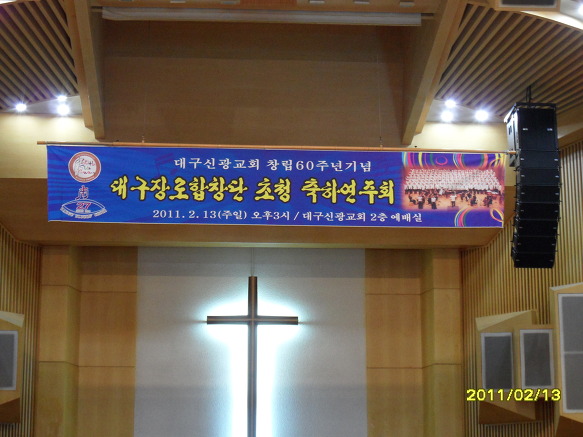 대구신광교회 창립60주년기념
대구장로합창단 초청 축하연주회
2011. 2. 13(주일) 오후3시 / 대구신광교회 2층 예배실
2011/02/13